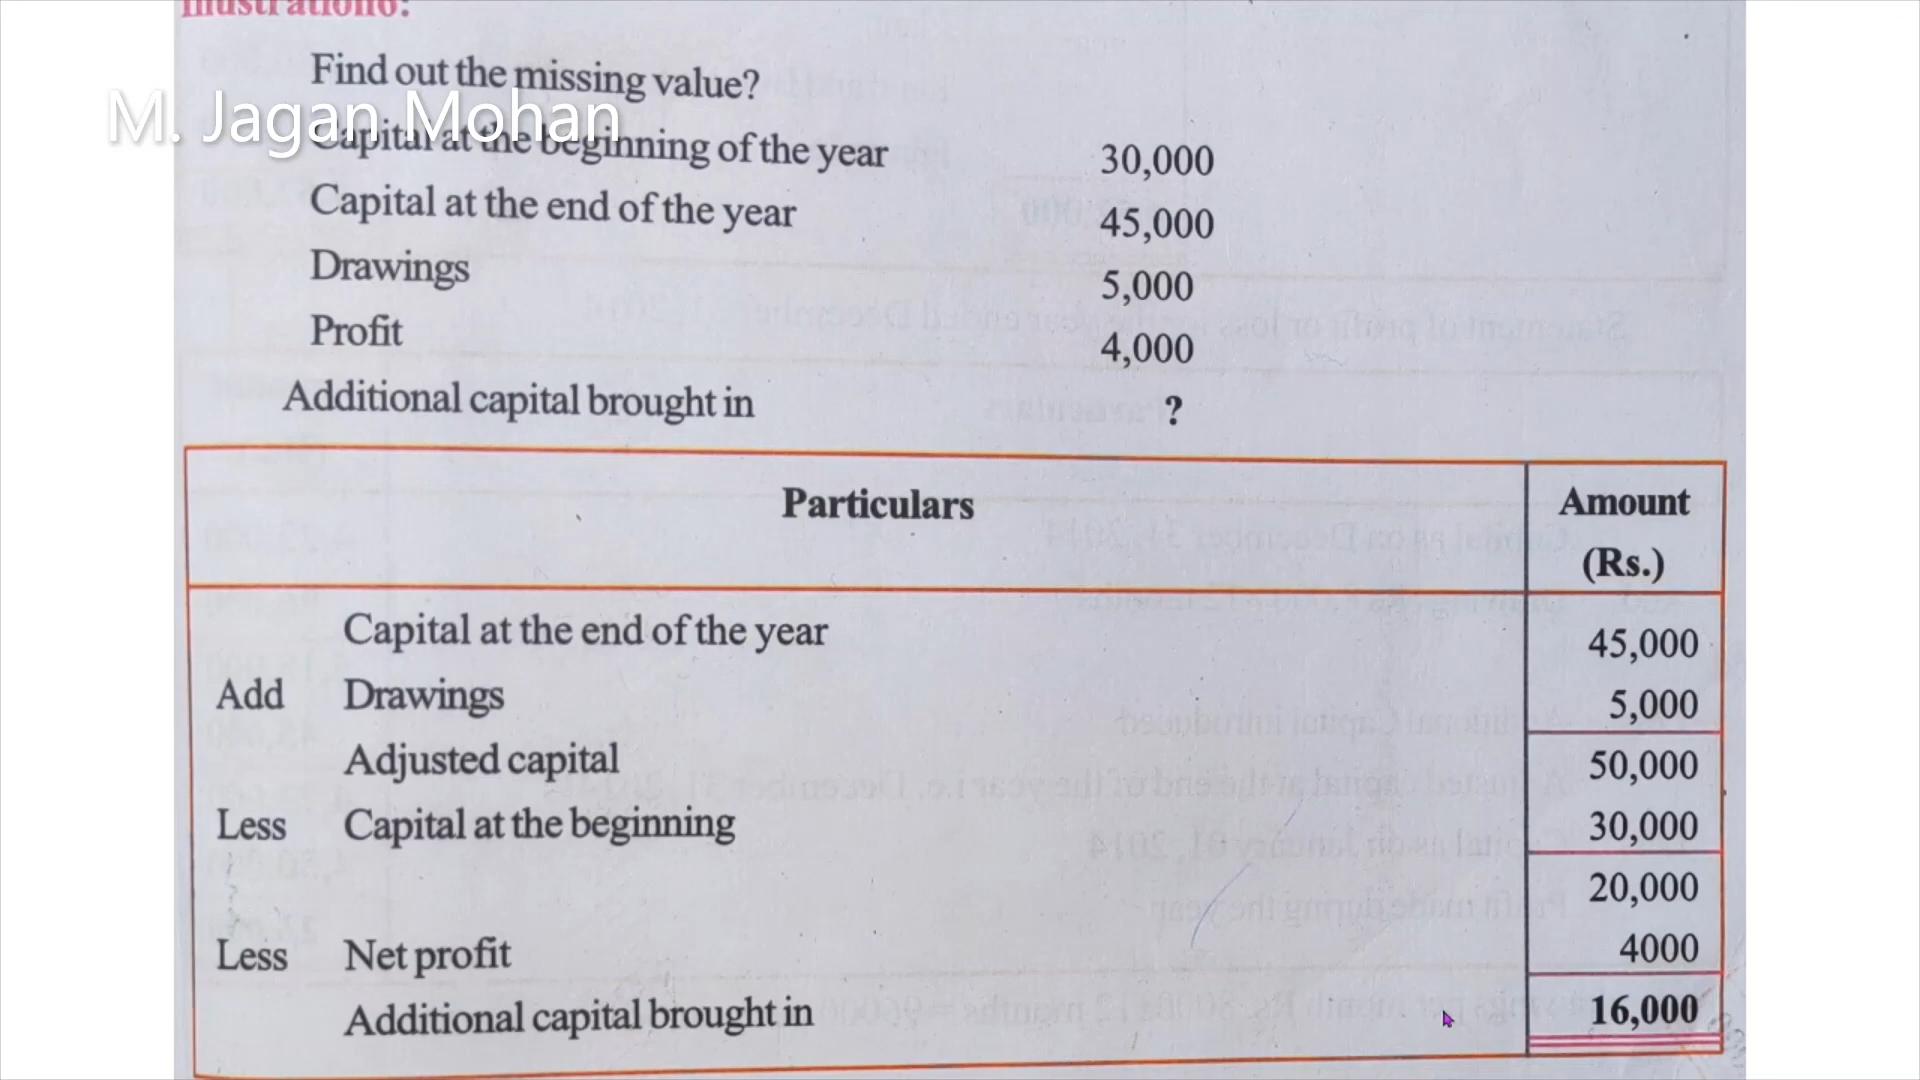 Illustration6:
Find out the missing value?
M. Jagan Mohan
Capital at the beginning of the year 30,000
Capital at the end of the year 45,000
Drawings 5,000
Profit 4,000
Additional capital brought in ?
Particulars Amount
(Rs.)
Capital at the end of the year 45,000
Add Drawings 5,000
Adjusted capital 50,000
Less Capital at the beginning 30,000
20,000
Less Net profit 4000
Additional capital brought in 16,000